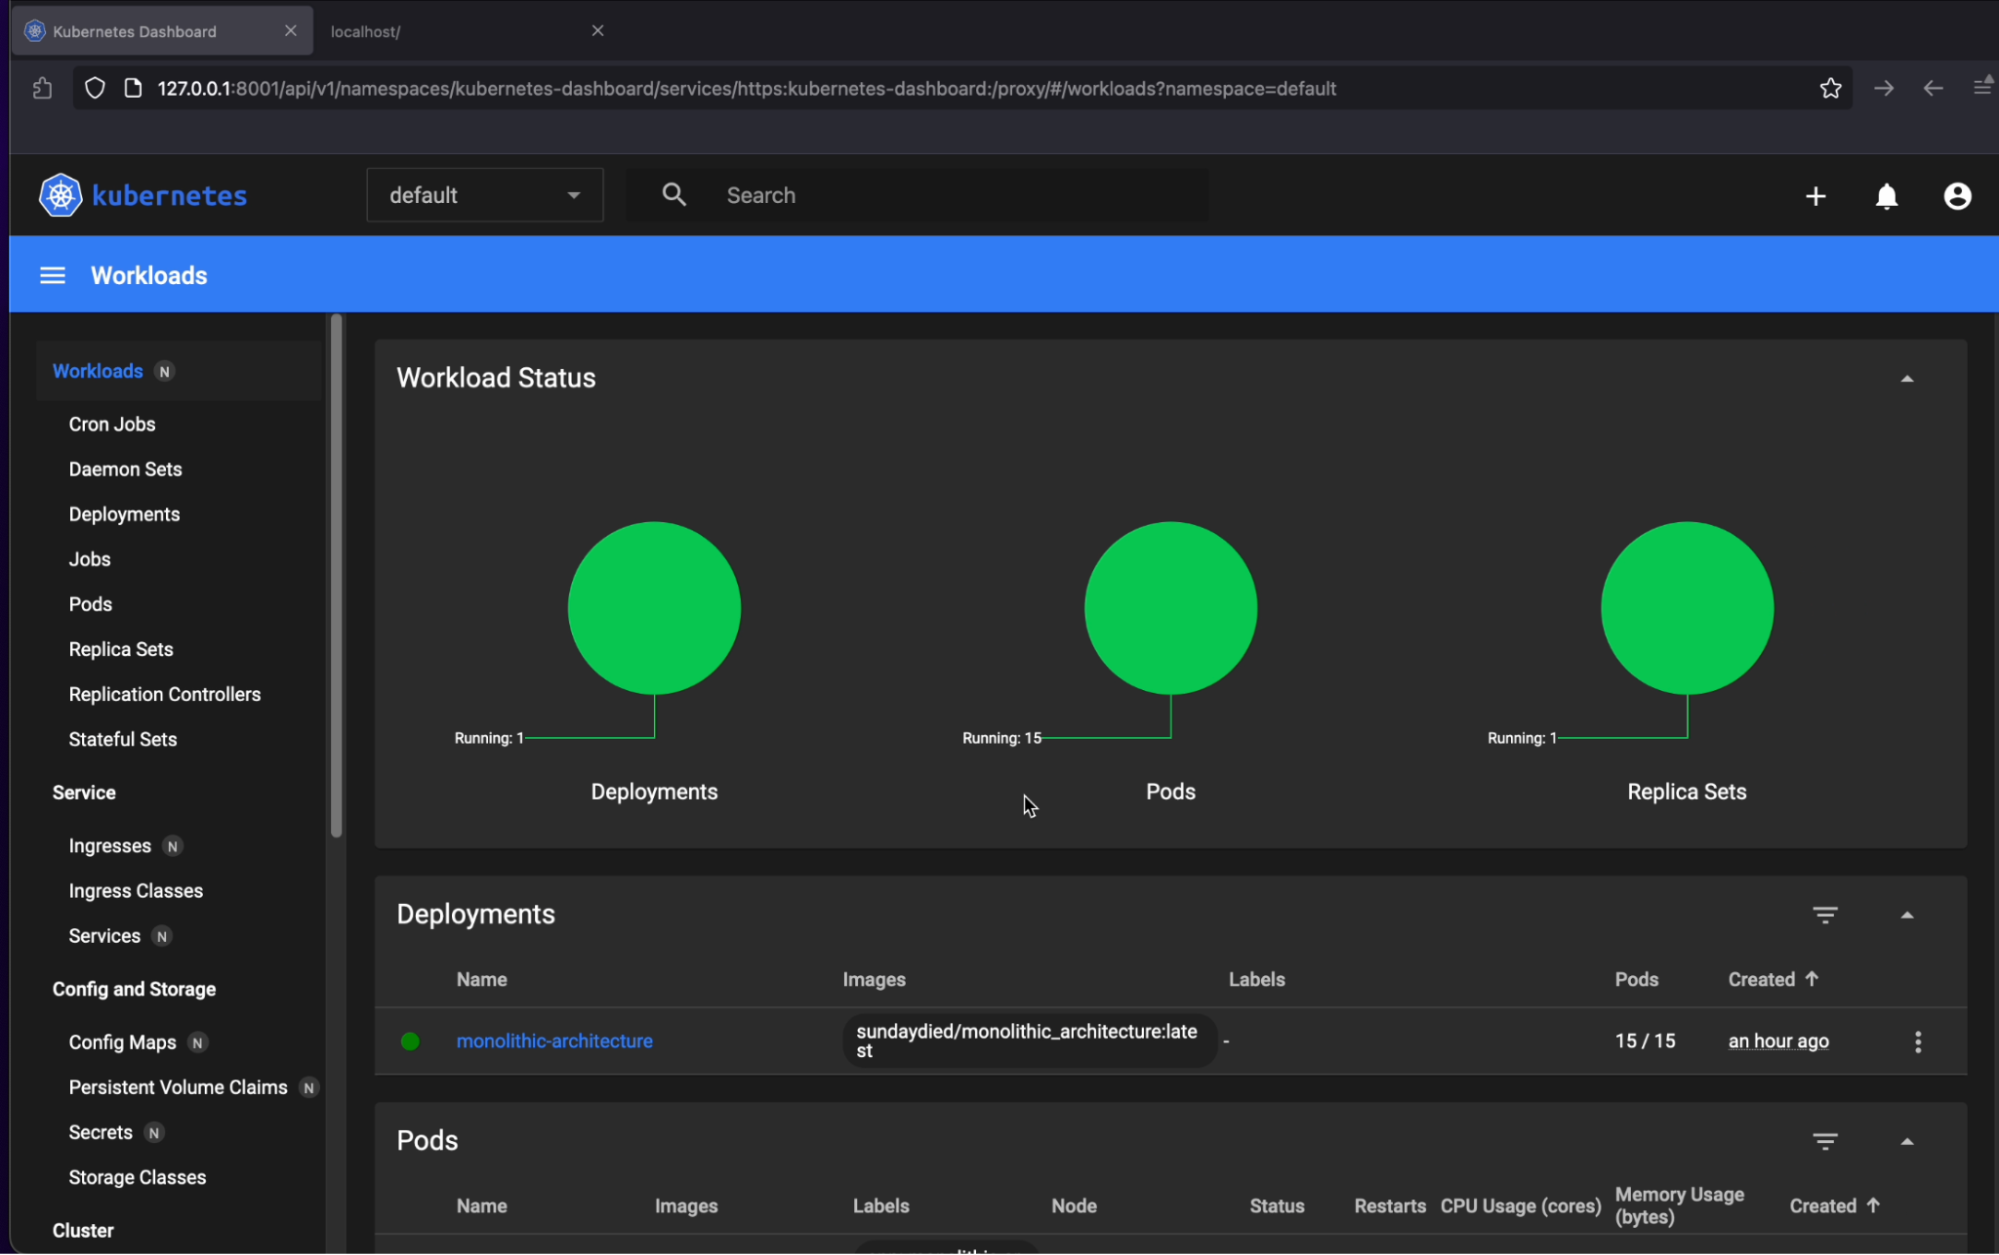 Kubernetes Dashboard
localhost/
127.0.0.1:8001/api/v1/namespaces/kubernetes-dashboard/services/https:kubernetes-dashboard:/proxy/#/workloads?namespace=default
kubernetes
default
Search
Workloads
Workloads N
Cron Jobs
Daemon Sets
Deployments
Jobs
Pods
Replica Sets
Replication Controllers
Stateful Sets
Service
Ingresses N
Ingress Classes
Services N
Config and Storage
Config Maps N
Persistent Volume Claims N
Secrets N
Storage Classes
Cluster
Workload Status
Running: 1
Deployments
Running: 15
Pods
Running: 1
Replica Sets
Deployments
Name Images Labels Pods Created
monolithic-architecture sundaydied/monolithic_architecture:late - 15 / 15 an hour ago
st
Pods
Name Images Labels Node Status Restarts CPU Usage (cores) Memory Usage Created
(bytes)